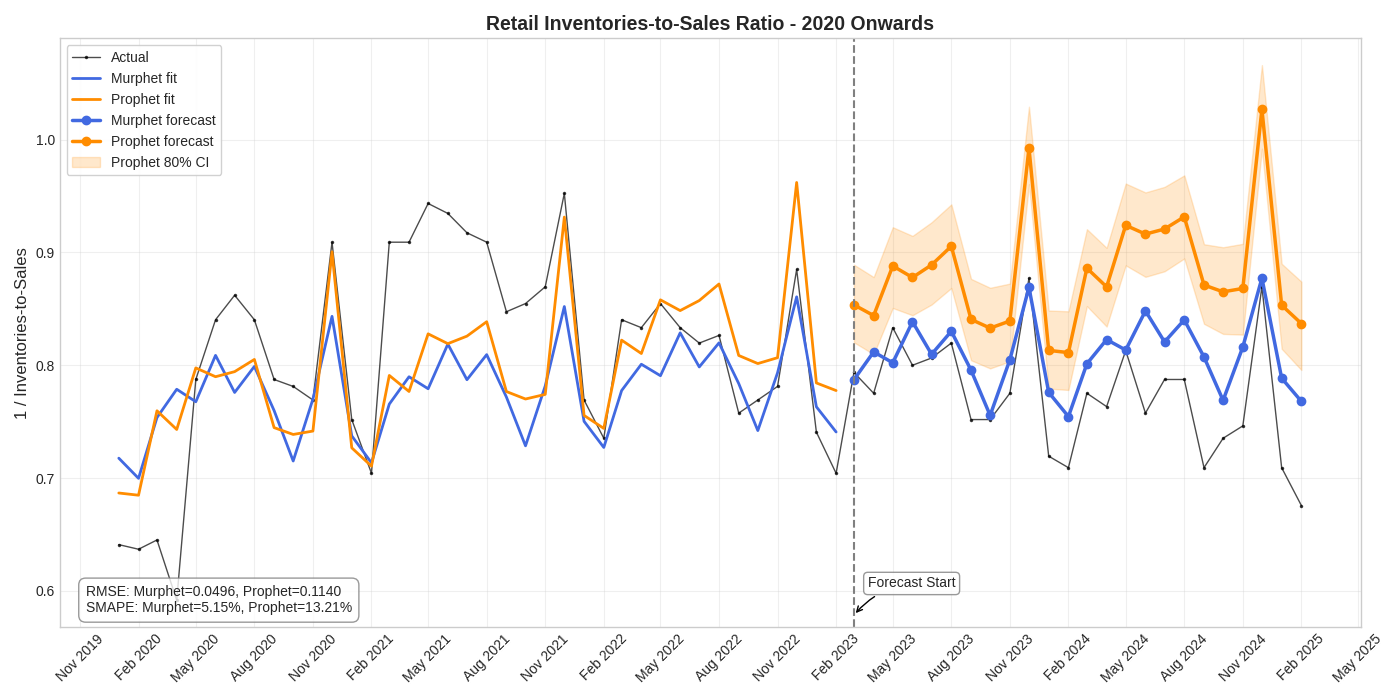 Retail Inventories-to-Sales Ratio - 2020 Onwards
Actual
Murphet fit
Prophet fit
Murphet forecast
Prophet forecast
Prophet 80% CI
1 / Inventories-to-Sales
1.0
0.9
0.8
0.7
0.6
RMSE: Murphet=0.0496, Prophet=0.1140
SMAPE: Murphet=5.15%, Prophet=13.21%
Forecast Start
Nov 2019
Feb 2020
May 2020
Aug 2020
Nov 2020
Feb 2021
May 2021
Aug 2021
Nov 2021
Feb 2022
May 2022
Aug 2022
Nov 2022
Feb 2023
May 2023
Aug 2023
Nov 2023
Feb 2024
May 2024
Aug 2024
Nov 2024
Feb 2025
May 2025